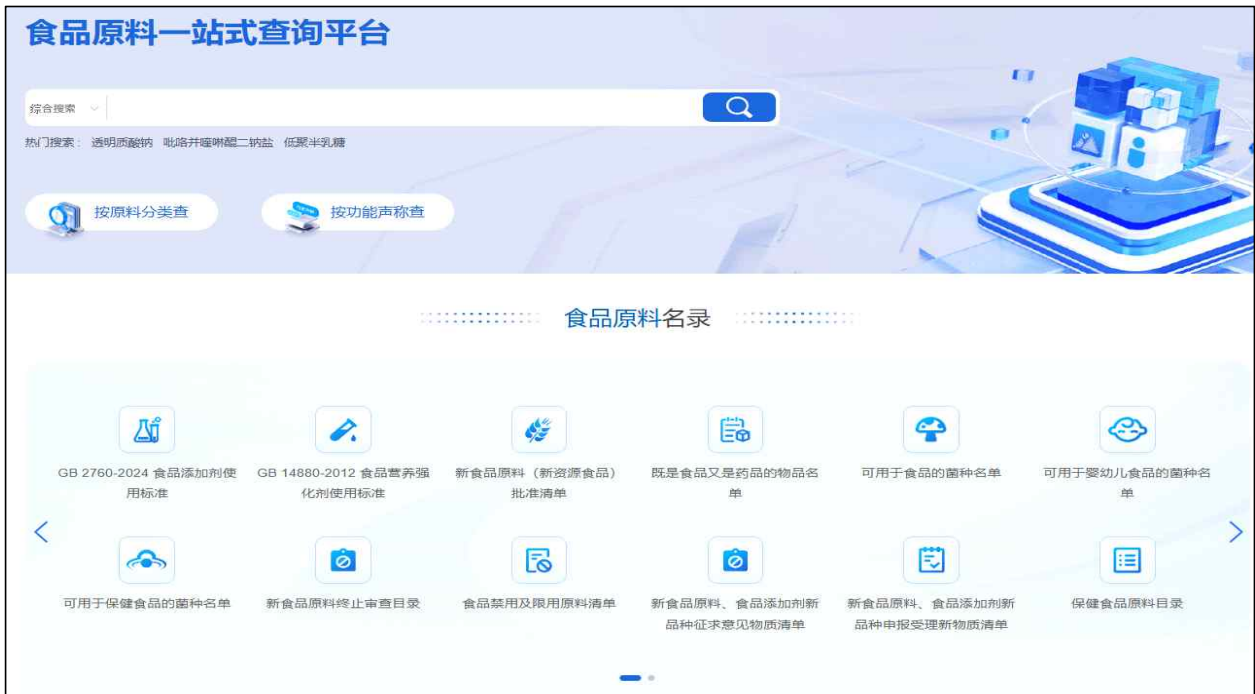 食品原料一站式查询平台
综合搜索
热门搜索： 透明质酸钠 吡咯并喹啉醌二钠盐 低聚半乳糖
按原料分类查 按功能声称查
食品原料名录
GB 2760-2024 食品添加剂使 GB 14880-2012 食品营养强 新食品原料（新资源食品） 既是食品又是药品的物品名 可用于食品的菌种名单 可用于婴幼儿食品的菌种名
用标准 化剂使用标准 批准清单 单 单
可用于保健食品的菌种名单 新食品原料终止审查目录 食品禁用及限用原料清单 新食品原料、食品添加剂新 新食品原料、食品添加剂新 保健食品原料目录
品种征求意见物质清单 品种申报受理新物质清单